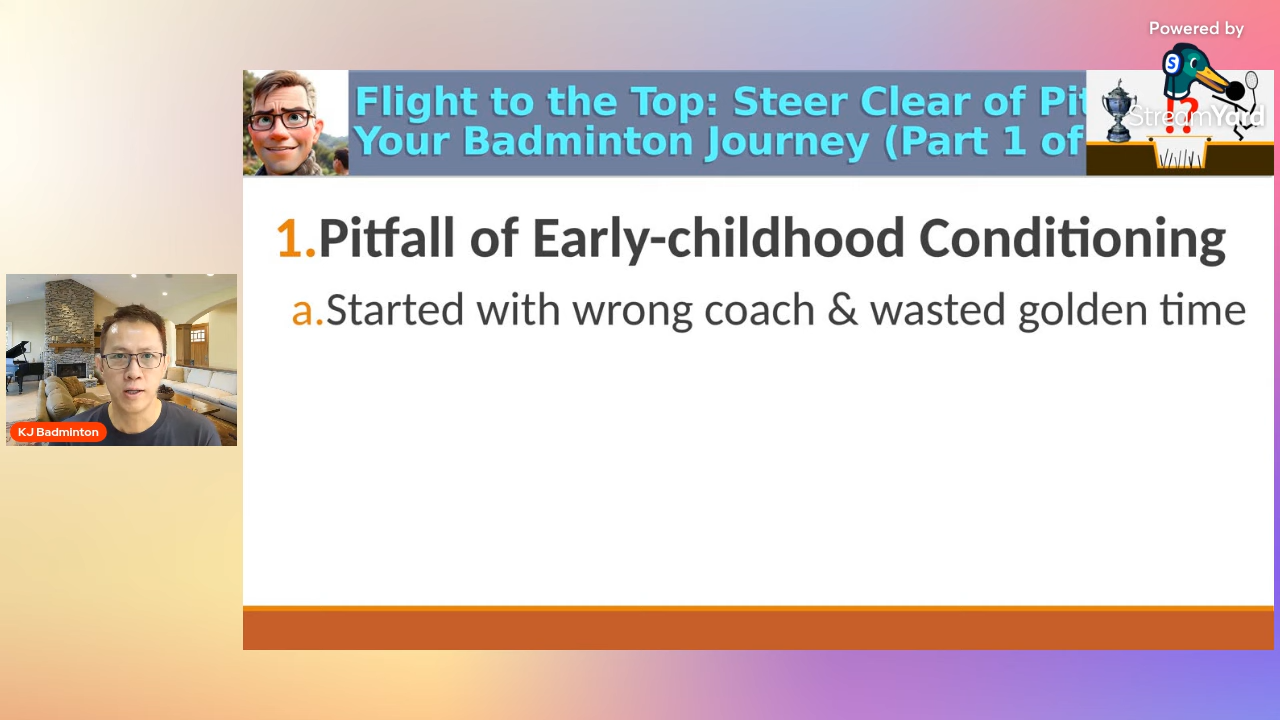 Powered by
StreamYard
S
Flight to the Top: Steer Clear of Pit
Your Badminton Journey (Part 1 of
!?
1.Pitfall of Early-childhood Conditioning
a.Started with wrong coach & wasted golden time
KJ Badminton